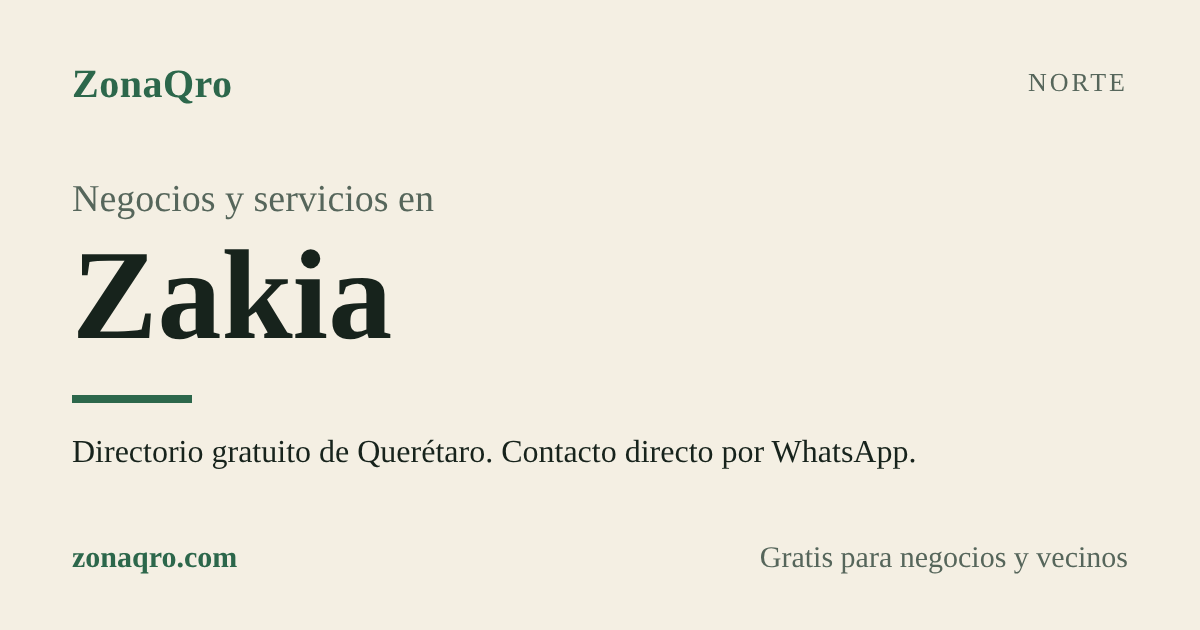 ZonaQro
NORTE
Negocios y servicios en
Zakia
Directorio gratuito de Querétaro. Contacto directo por WhatsApp.
zonaqro.com
Gratis para negocios y vecinos